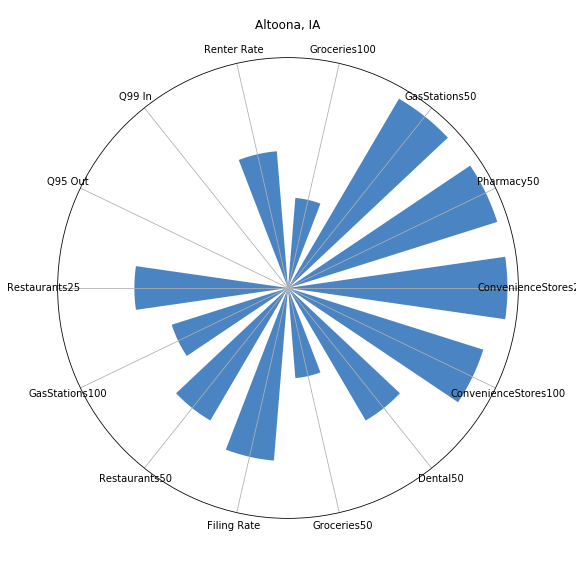 Altoona, IA
Renter Rate
Groceries100
Q99 In
GasStations50
Q95 Out
Pharmacy50
Restaurants25
GasStations100
ConvenienceStores100
Restaurants50
Dental50
Filing Rate
Groceries50